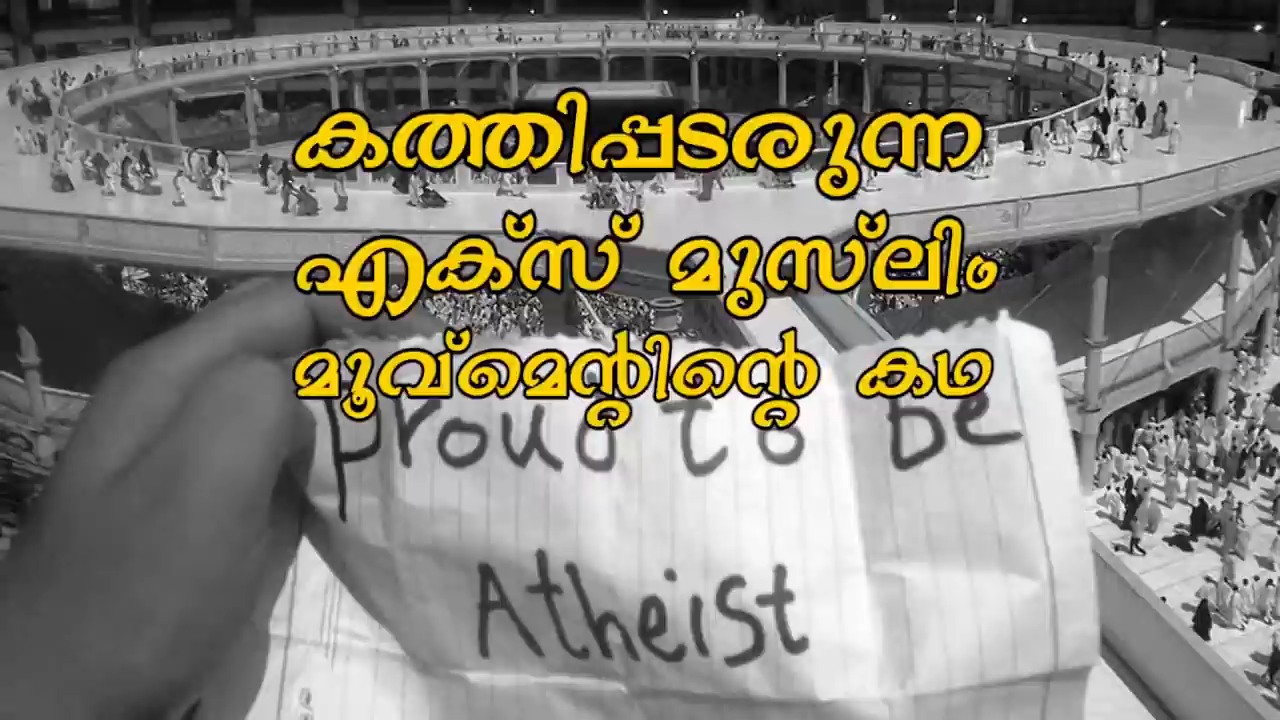 കത്തിപ്പടരുന്ന
എക്സ് മുസ്‌ലിം
മൂവ്മെന്റിന്റെ കഥ
proud to be
Atheist